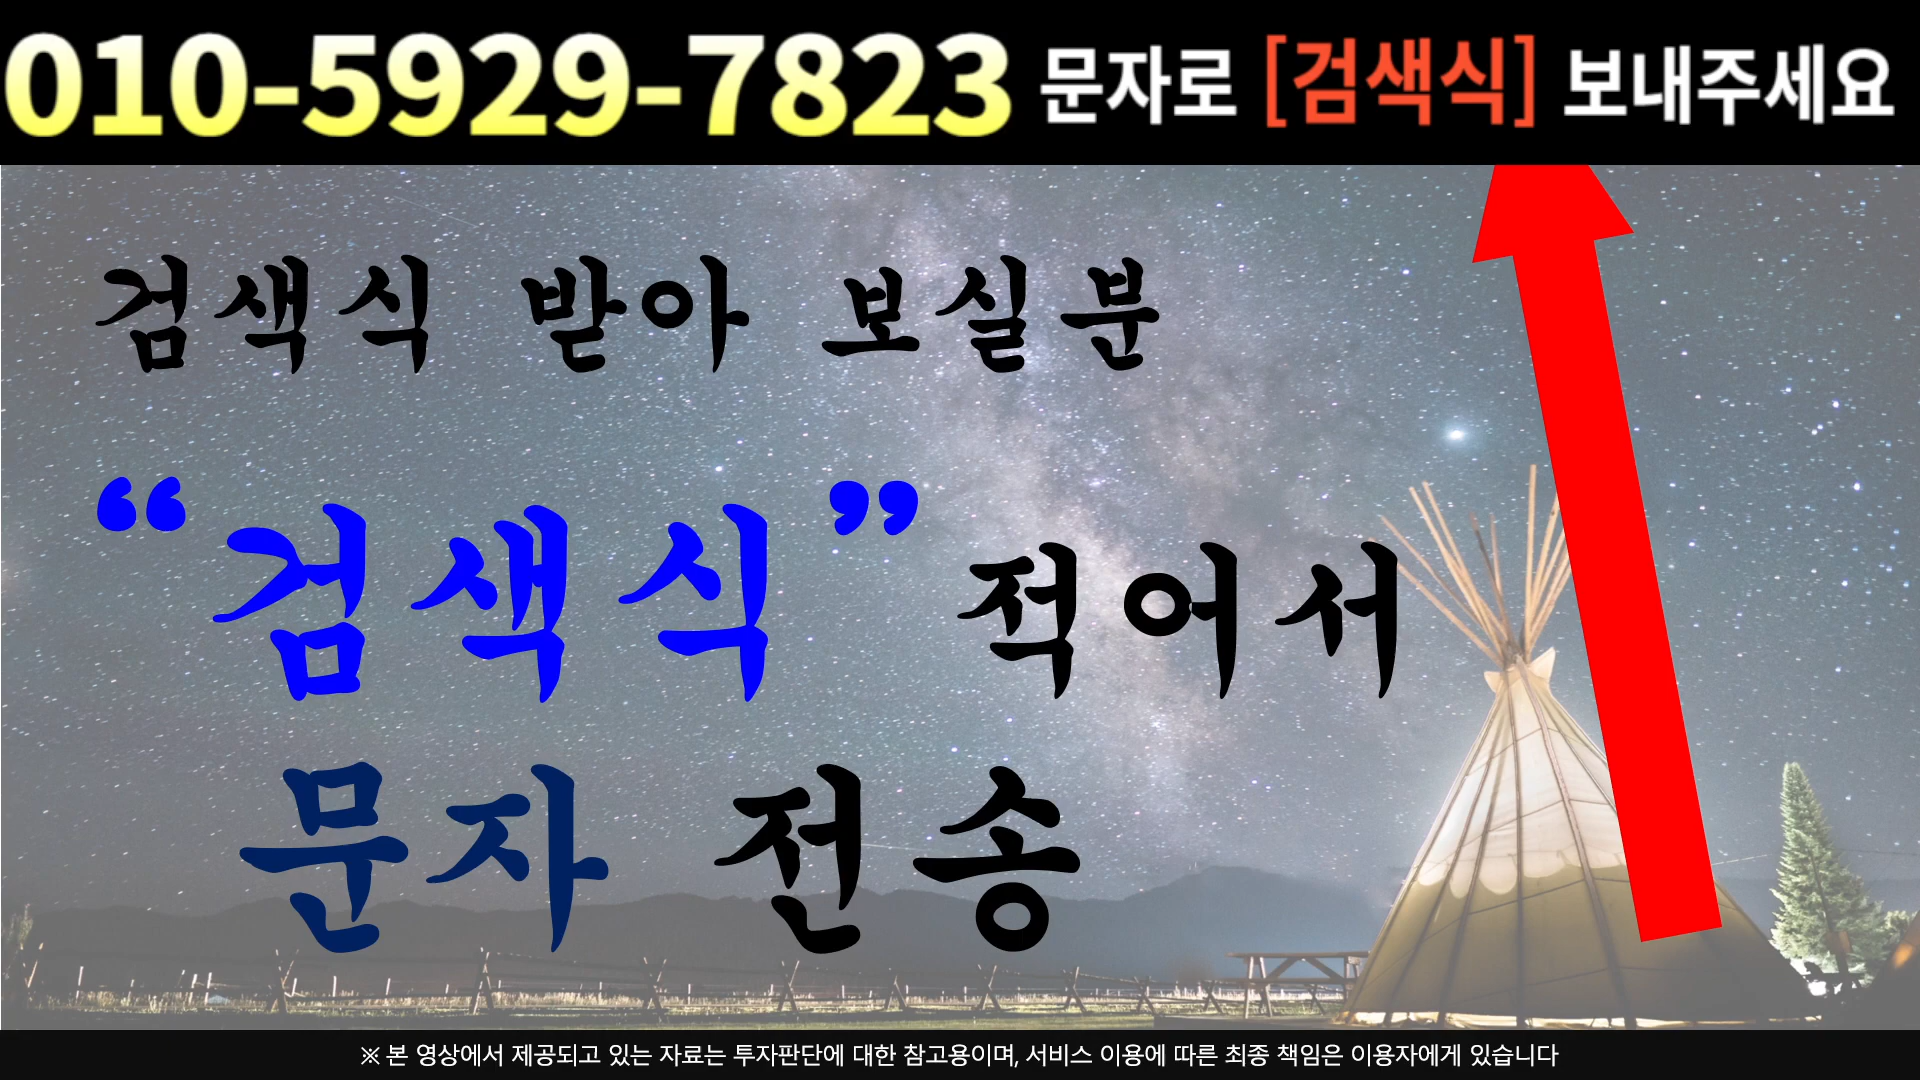 010-5929-7823 문자로 [검색식] 보내주세요
검색식 받아 보실분
“검색식” 적어서
문자 전송
※ 본 영상에서 제공되고 있는 자료는 투자판단에 대한 참고용이며, 서비스 이용에 따른 최종 책임은 이용자에게 있습니다